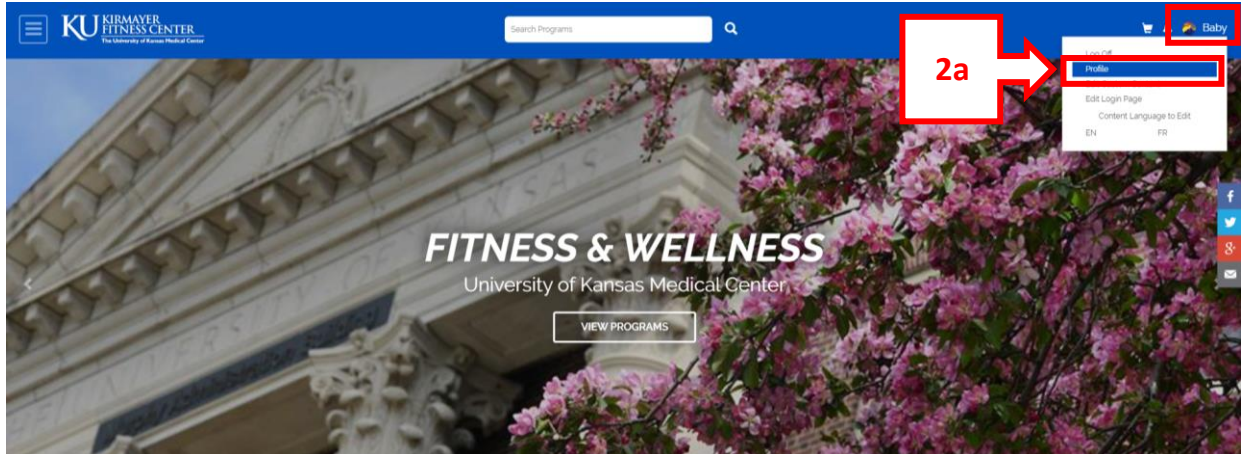 KU KIRMAYER
FITNESS CENTER
The University of Kansas Medical Center
Search Programs
Baby
2a
Log Off
Profile
Edit Login Page
Content Language to Edit
EN FR
KANSAS
FITNESS & WELLNESS
University of Kansas Medical Center
VIEW PROGRAMS
f
g+